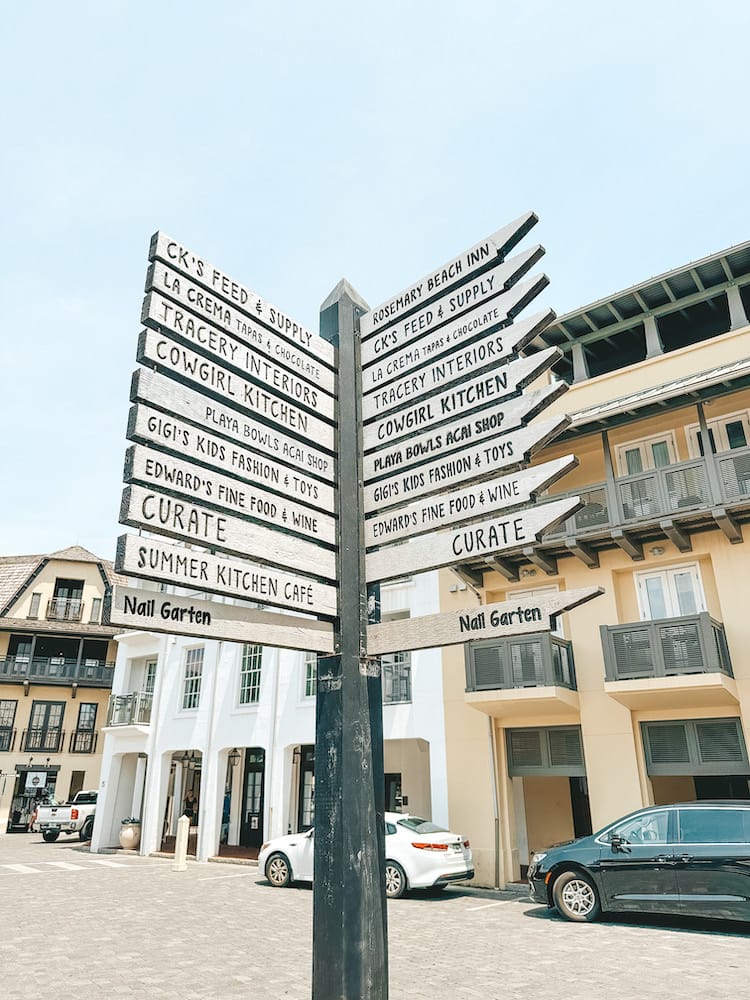 CK'S FEED & SUPPLY
LA CREMA TAPAS & CHOCOLATE
TRACERY INTERIORS
COWGIRL KITCHEN
PLAYA BOWLS ACAI SHOP
GIGI'S KIDS FASHION & TOYS
EDWARD'S FINE FOOD & WINE
CURATE
SUMMER KITCHEN CAFÉ
Nail Garten
ROSEMARY BEACH INN
CK'S FEED & SUPPLY
LA CREMA TAPAS & CHOCOLATE
TRACERY INTERIORS
COWGIRL KITCHEN
PLAYA BOWLS ACAI SHOP
GIGI'S KIDS FASHION & TOYS
EDWARD'S FINE FOOD & WINE
CURATE
Nail Garten